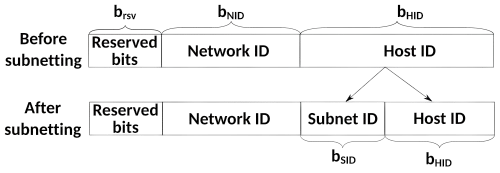 b_rsv b_NID b_HID
Before subnetting
Reserved bits
Network ID
Host ID
After subnetting
Reserved bits
Network ID
Subnet ID
Host ID
b_SID b_HID